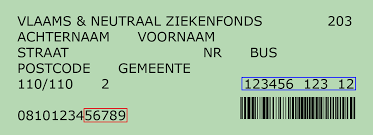 VLAAMS & NEUTRAAL ZIEKENFONDS 203
ACHTERNAAM VOORNAAM
STRAAT NR BUS
POSTCODE GEMEENTE
110/110 2 123456 123 12
0810123456789